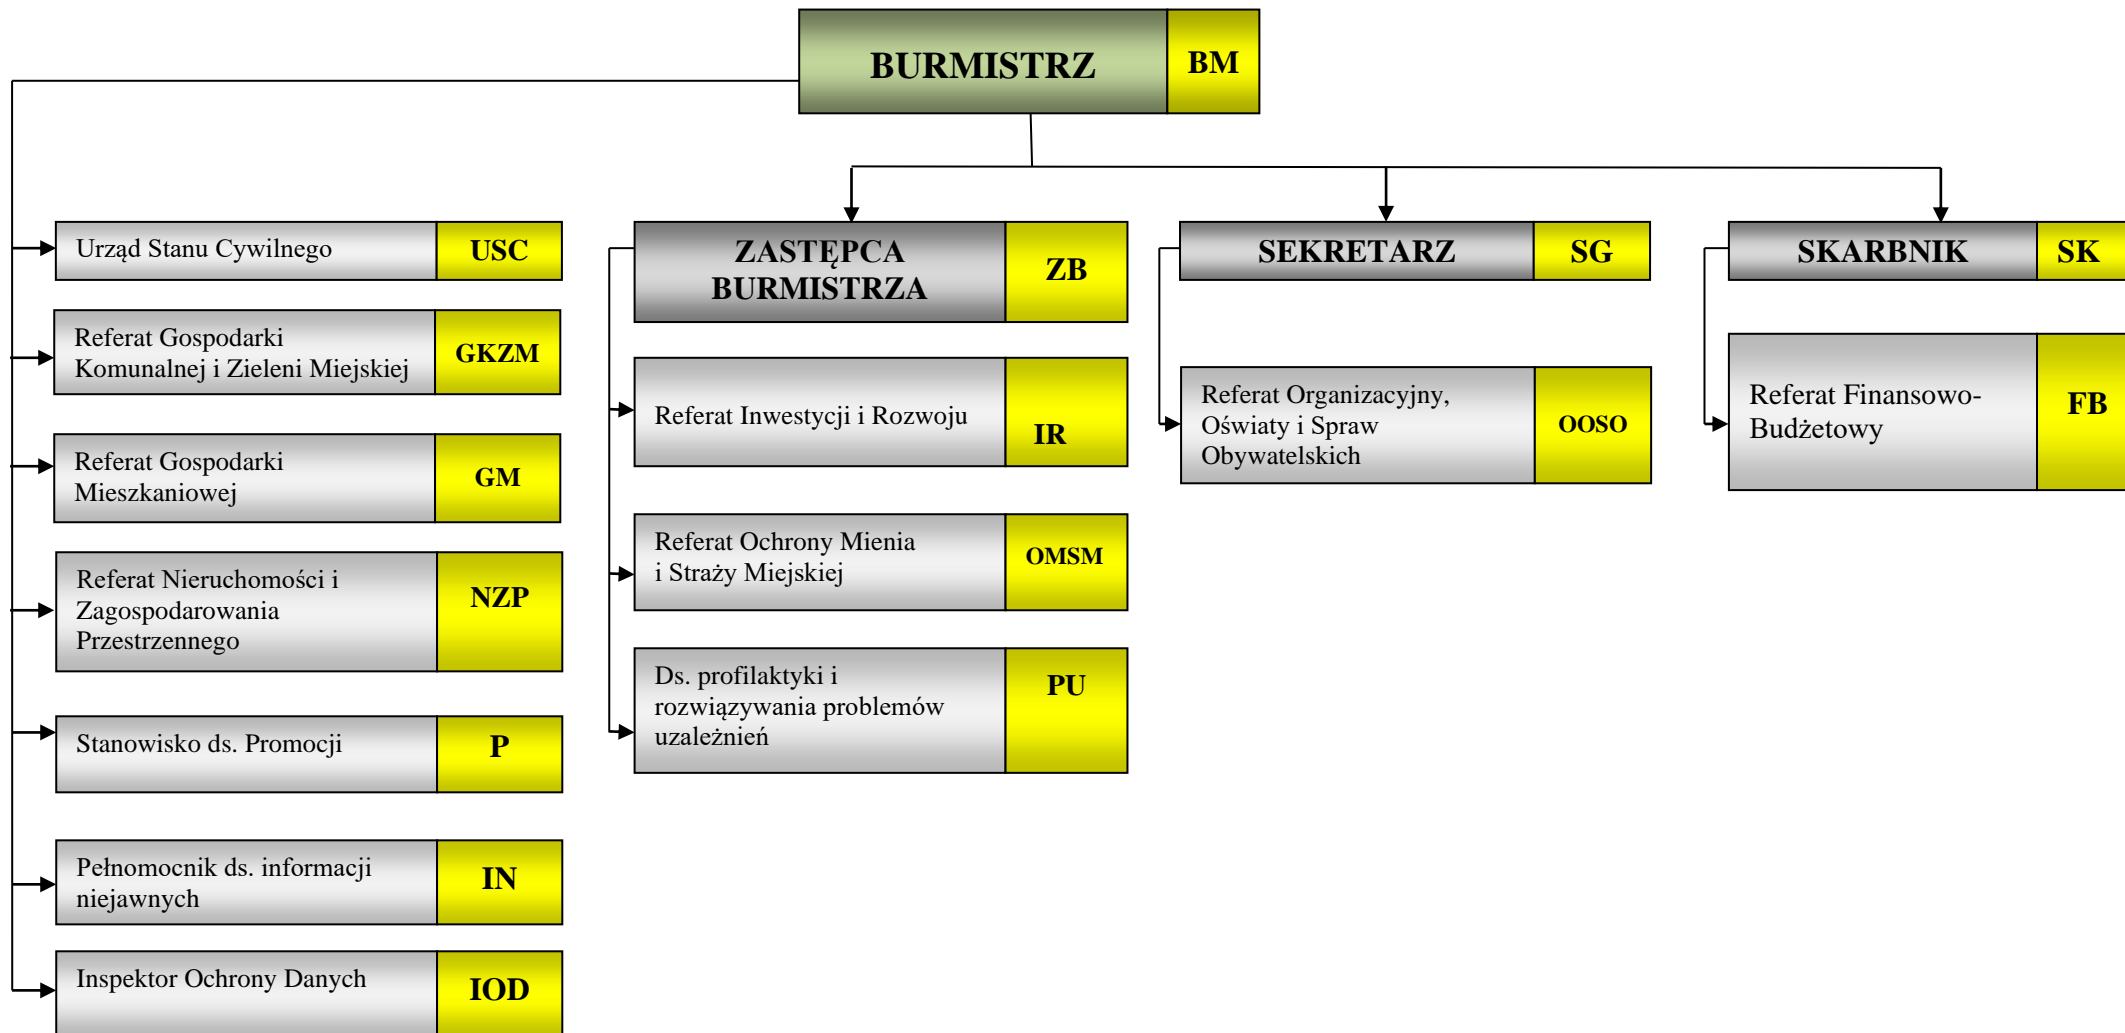 BURMISTRZ
BM
Urząd Stanu Cywilnego
USC
Referat Gospodarki
Komunalnej i Zieleni Miejskiej
GKZM
Referat Gospodarki
Mieszkaniowej
GM
Referat Nieruchomości i
Zagospodarowania
Przestrzennego
NZP
Stanowisko ds. Promocji
P
Pełnomocnik ds. informacji
niejawnych
IN
Inspektor Ochrony Danych
IOD
ZASTĘPCA
BURMISTRZA
ZB
Referat Inwestycji i Rozwoju
IR
Referat Ochrony Mienia
i Straży Miejskiej
OMSM
Ds. profilaktyki i
rozwiązywania problemów
uzależnień
PU
SEKRETARZ
SG
Referat Organizacyjny,
Oświaty i Spraw
Obywatelskich
OOSO
SKARBNIK
SK
Referat Finansowo-
Budżetowy
FB